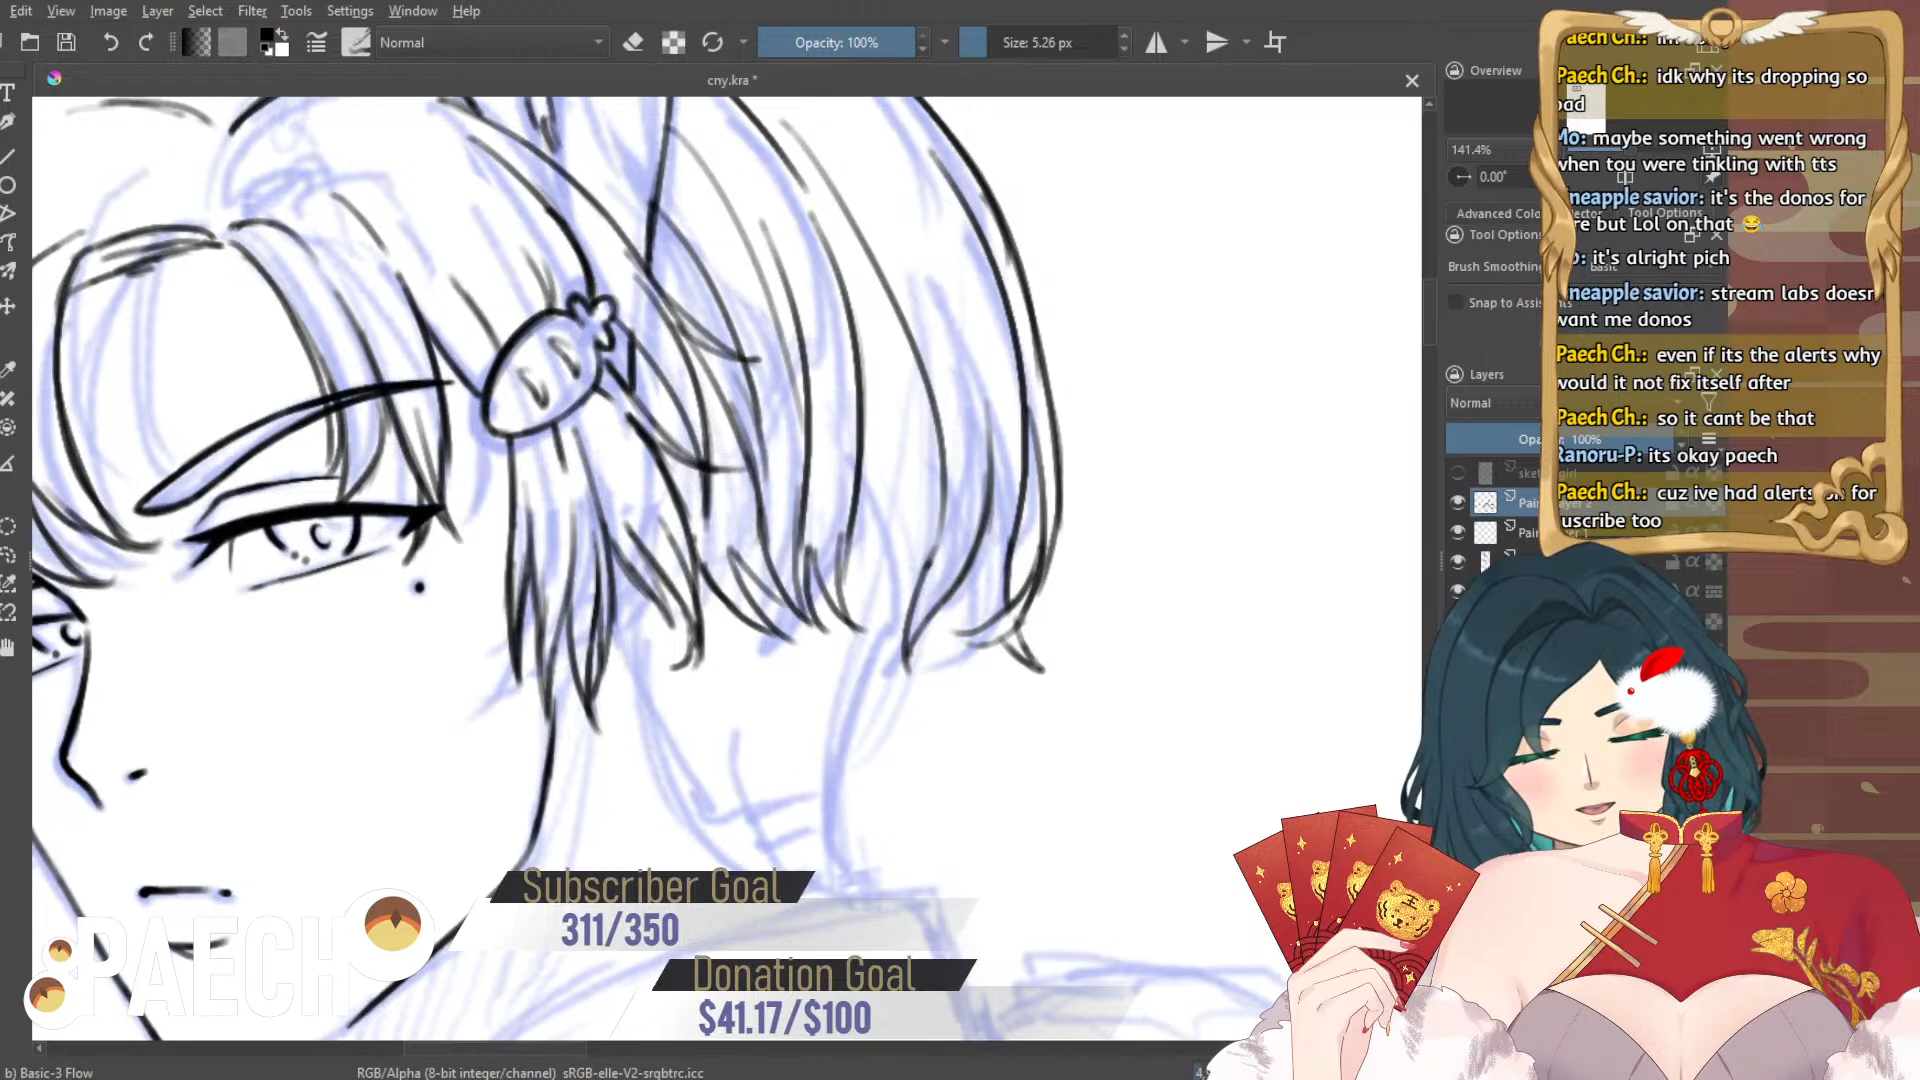 Edit View Image Layer Select Filter Tools Settings Window Help
Normal
Opacity: 100%
Size: 5.26 px
cny.kra *
Overview
141.4%
0.00°
Tool Options
Tool Options
Brush Smoothing
basic
Layers
Normal
100%
Paech Ch.: idk why its dropping so
bad
Mo: maybe something went wrong
when tou were tinkling with tts
neapple savior: it's the donos for
re but Lol on that 😂
it's alright pich
neapple savior: stream labs doesn
want me donos
Paech Ch.: even if its the alerts why
would it not fix itself after
Paech Ch.: so it cant be that
Ranoru-P: its okay paech
Paech Ch.: cuz ive had alerts on for
uscribe too
Subscriber Goal
311/350
Donation Goal
$41.17/$100
PAECH
b) Basic-3 Flow
RGB/Alpha (8-bit integer/channel) sRGB-elle-V2-srgbtrc.icc